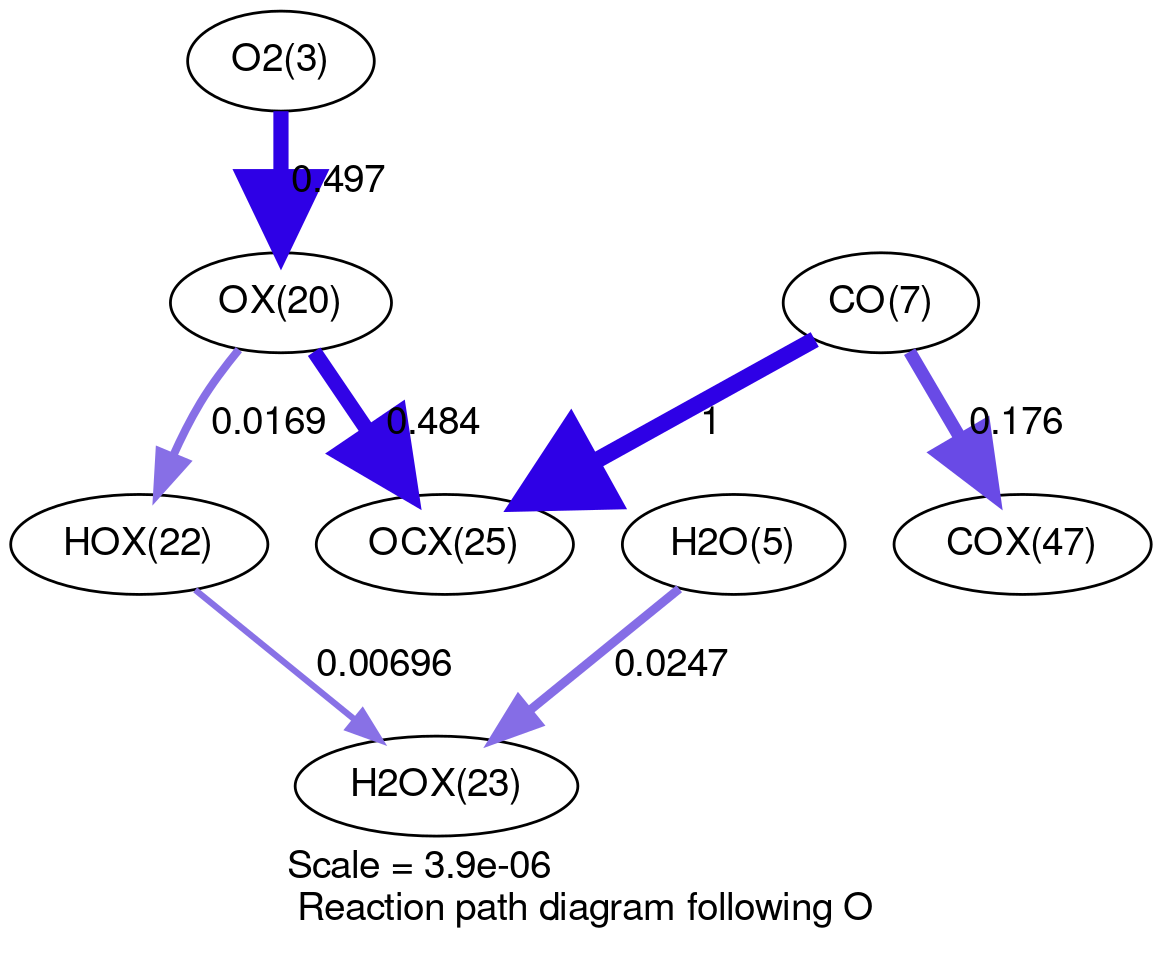 O2(3)
0.497
OX(20)
CO(7)
0.0169
0.484
1
0.176
HOX(22)
OCX(25)
H2O(5)
COX(47)
0.00696
0.0247
H2OX(23)
Scale = 3.9e-06
Reaction path diagram following O